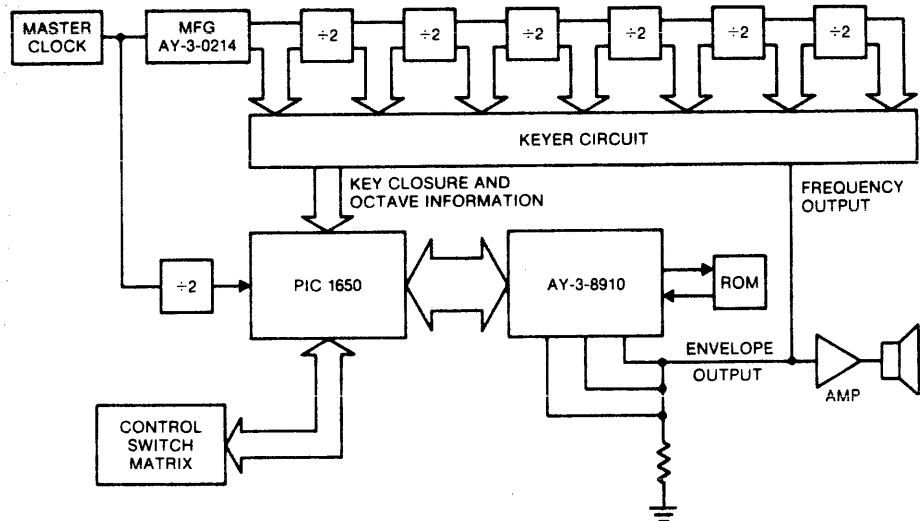 MASTER
CLOCK
MFG
AY-3-0214
÷2
÷2
÷2
÷2
÷2
÷2
KEYER CIRCUIT
KEY CLOSURE AND
OCTAVE INFORMATION
FREQUENCY
OUTPUT
÷2
PIC 1650
AY-3-8910
ROM
ENVELOPE
OUTPUT
AMP
CONTROL
SWITCH
MATRIX